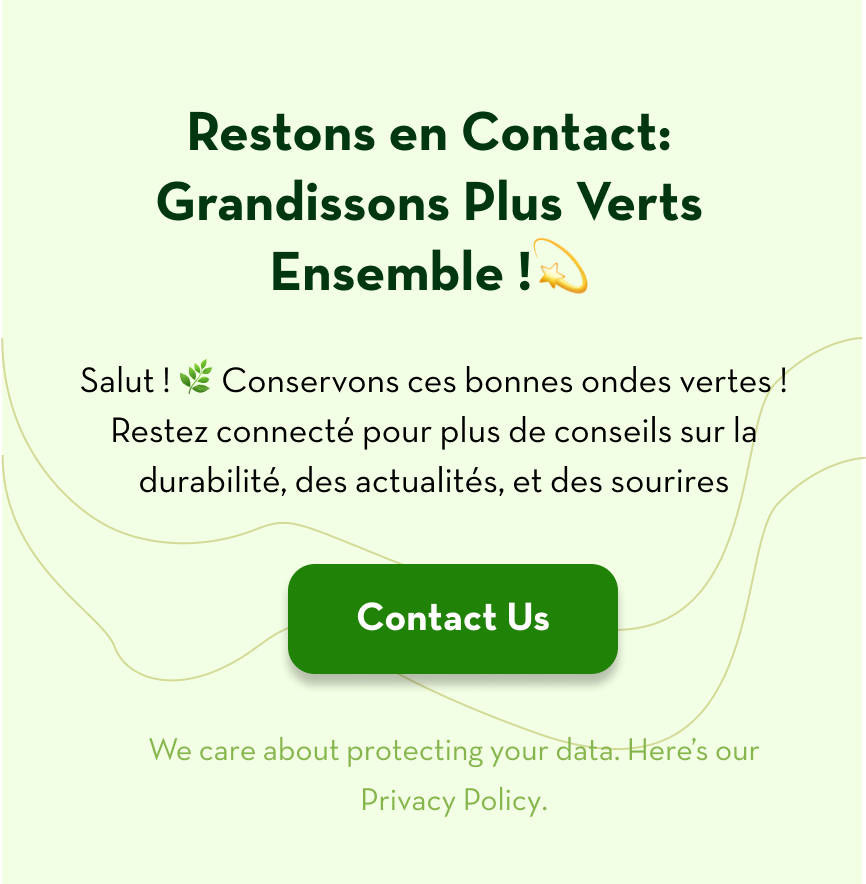 Restons en Contact:
Grandissons Plus Verts
Ensemble !💫
Salut ! 🌿 Conservons ces bonnes ondes vertes !
Restez connecté pour plus de conseils sur la
durabilité, des actualités, et des sourires
Contact Us
We care about protecting your data. Here’s our
Privacy Policy.